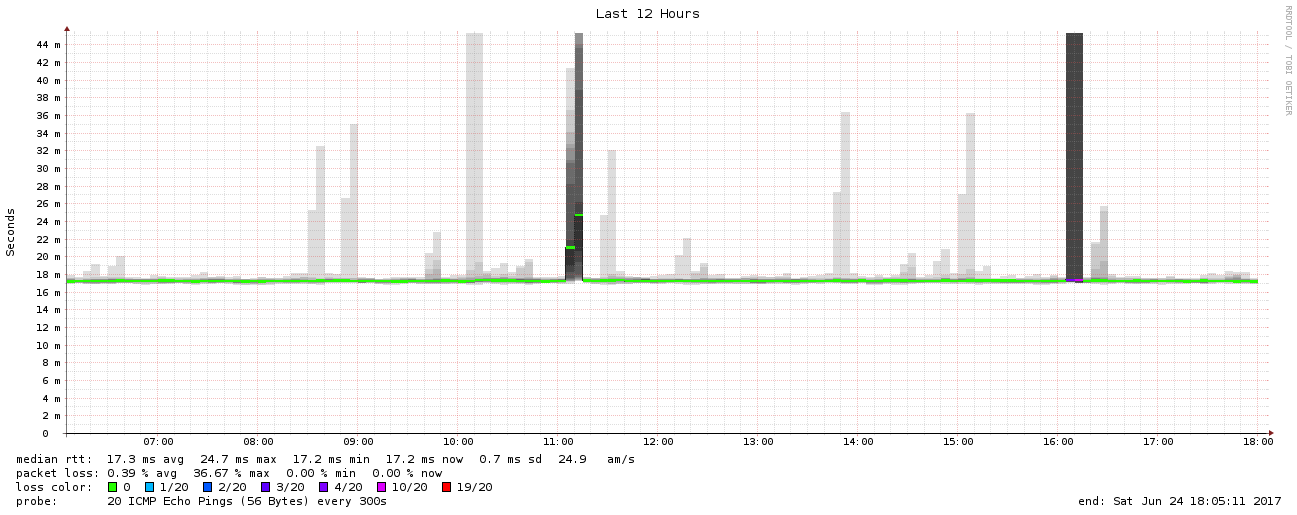 Last 12 Hours
RRDTOOL / TOBI OETIKER
Seconds
44 m
42 m
40 m
38 m
36 m
34 m
32 m
30 m
28 m
26 m
24 m
22 m
20 m
18 m
16 m
14 m
12 m
10 m
8 m
6 m
4 m
2 m
0
07:00 08:00 09:00 10:00 11:00 12:00 13:00 14:00 15:00 16:00 17:00 18:00
median rtt: 17.3 ms avg 24.7 ms max 17.2 ms min 17.2 ms now 0.7 ms sd 24.9 am/s
packet loss: 0.39 % avg 36.67 % max 0.00 % min 0.00 % now
loss color: 0 1/20 2/20 3/20 4/20 10/20 19/20
probe: 20 ICMP Echo Pings (56 Bytes) every 300s end: Sat Jun 24 18:05:11 2017